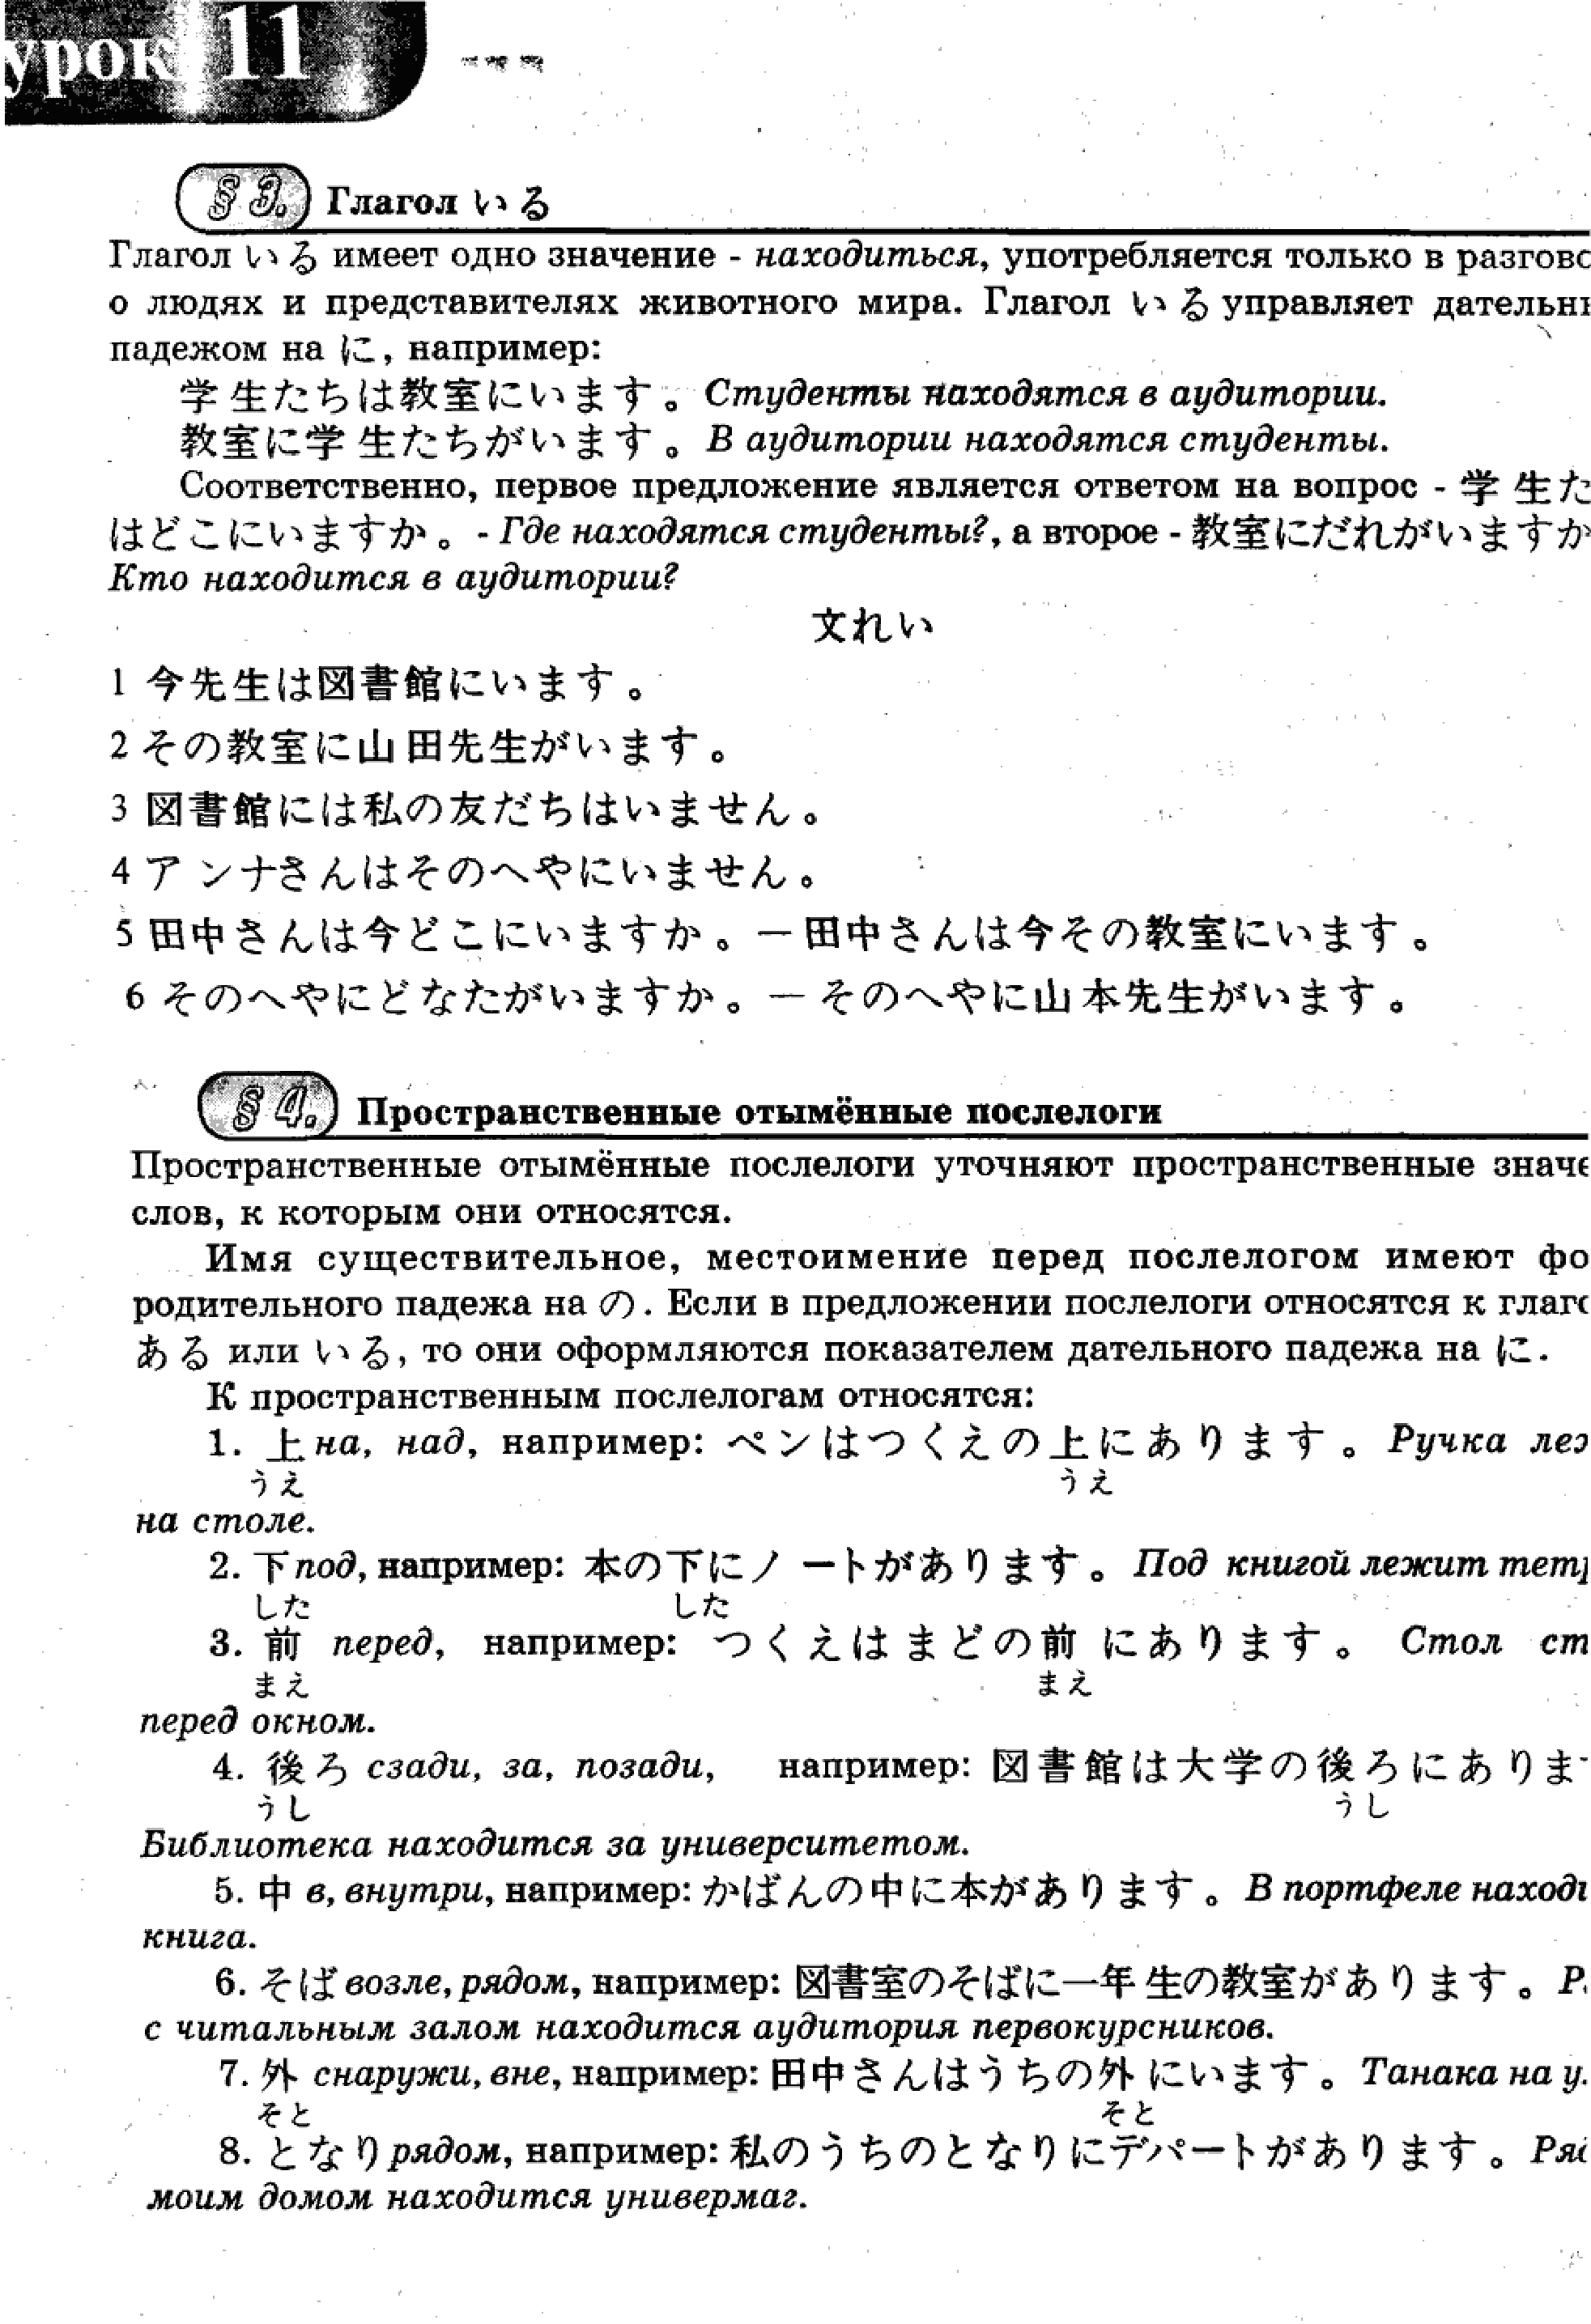 урок 11
§ 3. Глагол いる
Глагол いる имеет одно значение - находиться, употребляется только в разгово
о людях и представителях животного мира. Глагол いる управляет дательны
падежом на に, например:
学生たちは教室にいます。Студенты находятся в аудитории.
教室に学生たちがいます。В аудитории находятся студенты.
Соответственно, первое предложение является ответом на вопрос - 学生た
はどこにいますか。- Где находятся студенты?, а второе - 教室にだれがいますか
Кто находится в аудитории?
文れい
1 今先生は図書館にいます。
2 その教室に山田先生がいます。
3 図書館には私の友だちはいません。
4 アンナさんはそのへやにいません。
5 田中さんは今どこにいますか。ー田中さんは今その教室にいます。
6 そのへやにどなたがいますか。ー そのへやに山本先生がいます。
§ 4. Пространственные отымённые послелоги
Пространственные отымённые послелоги уточняют пространственные значе
слов, к которым они относятся.
Имя существительное, местоимение перед послелогом имеют фо
родительного падежа на の. Если в предложении послелоги относятся к глаго
ある или いる, то они оформляются показателем дательного падежа на に.
К пространственным послелогам относятся:
1. 上 на, над, например: ペンはつくえの上にあります。Ручка леж
うえ うえ
на столе.
2. 下 под, например: 本の下にノートがあります。Под книгой лежит тетр
した した
3. 前 перед, например: つくえはまどの前にあります。Стол ст
まえ まえ
перед окном.
4. 後ろ сзади, за, позади, например: 図書館は大学の後ろにありま
うし うし
Библиотека находится за университетом.
5. 中 в, внутри, например: かばんの中に本があります。В портфеле наход
книга.
6. そば возле, рядом, например: 図書室のそばに一年生の教室があります。Р
с читальным залом находится аудитория первокурсников.
7. 外 снаружи, вне, например: 田中さんはうちの外にいます。Танака на у
そと そと
8. となり рядом, например: 私のうちのとなりにデパートがあります。Ря
моим домом находится универмаг.